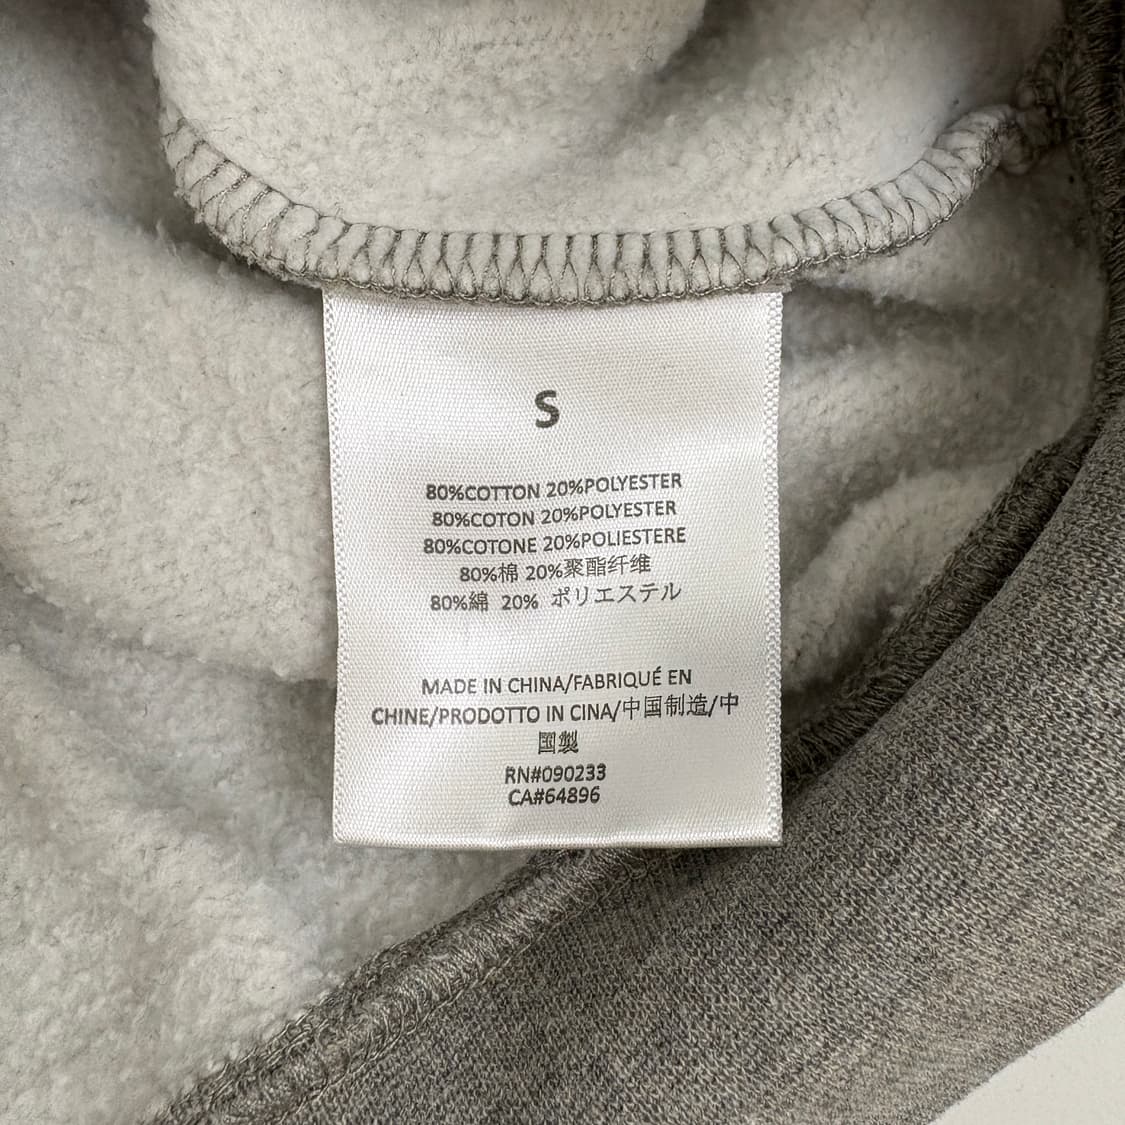 S
80%COTTON 20%POLYESTER
80%COTON 20%POLYESTER
80%COTONE 20%POLIESTERE
80%棉 20%聚酯纤维
80%綿 20% ポリエステル
MADE IN CHINA/FABRIQUÉ EN
CHINE/PRODOTTO IN CINA/中国制造/中
国製
RN#090233
CA#64896